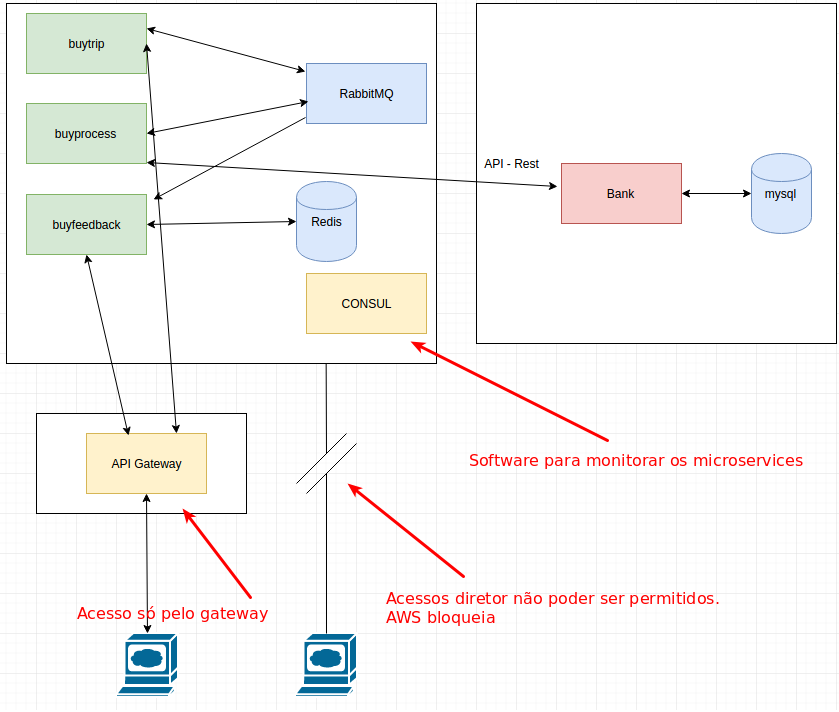 buytrip
RabbitMQ
buyprocess
API - Rest
Bank
mysql
buyfeedback
Redis
CONSUL
API Gateway
Software para monitorar os microservices
Acesso só pelo gateway
Acessos diretor não poder ser permitidos.
AWS bloqueia